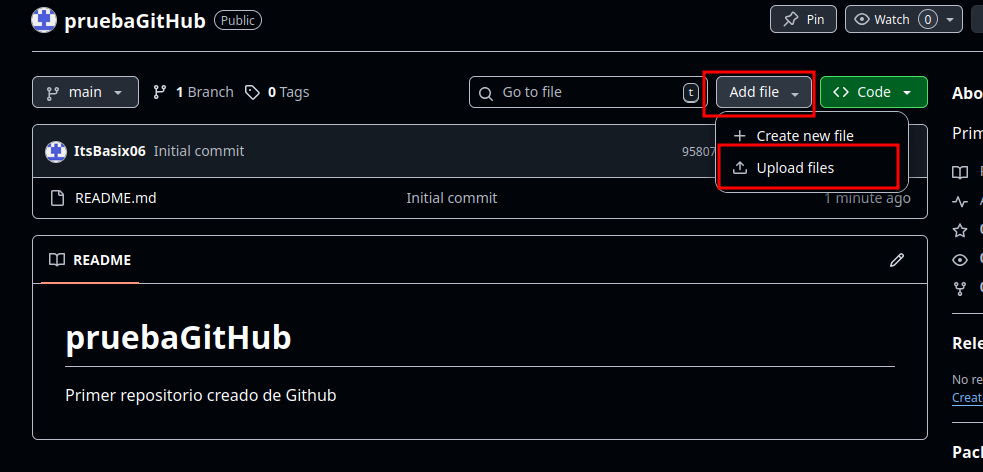 pruebaGitHub Public Pin Watch 0
main 1 Branch 0 Tags Go to file t Add file Code
Create new file
Upload files
ItsBasix06 Initial commit 95807
README.md Initial commit 1 minute ago
README
pruebaGitHub
Primer repositorio creado de Github
Abo
Prim
Rele
No re
Creat
Pacl